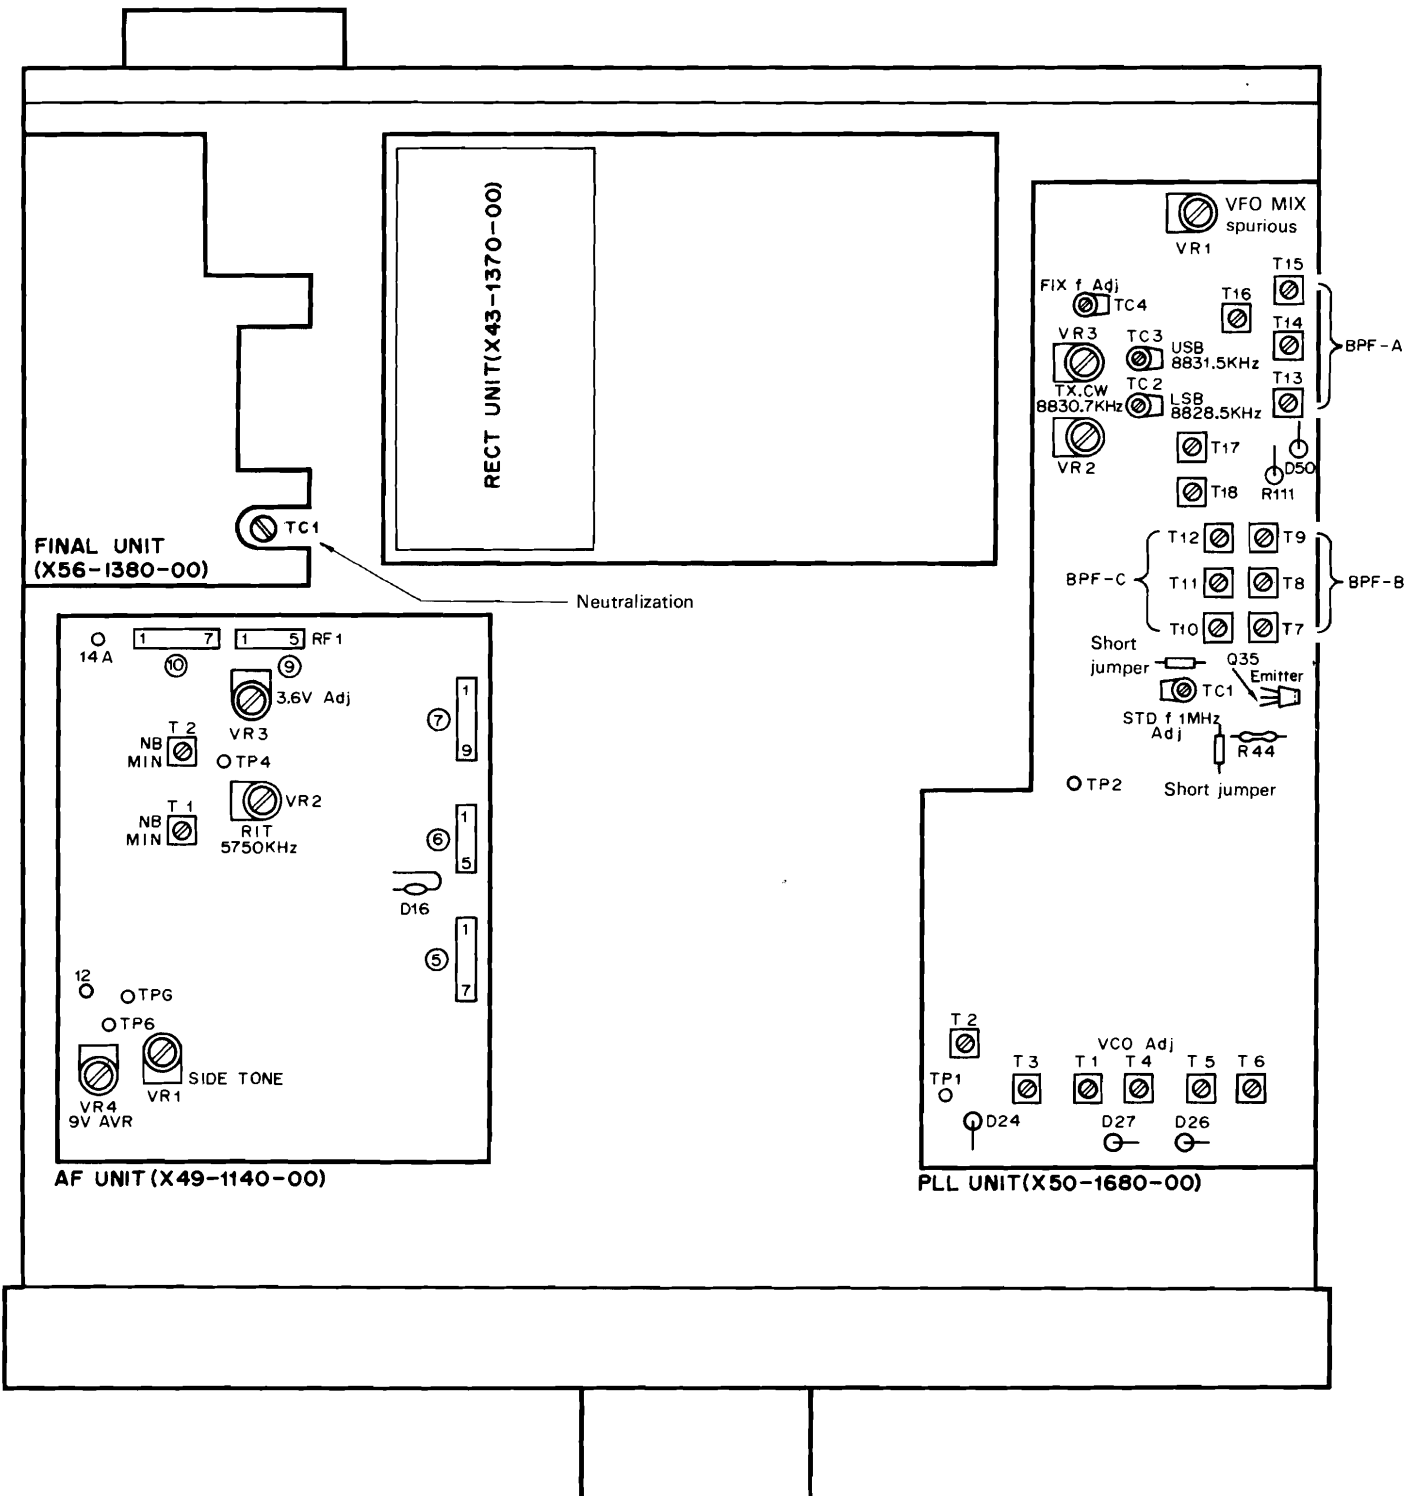 RECT UNIT(X43-1370-00)
FINAL UNIT
(X56-1380-00)
TC1
Neutralization
14A
1 7
10
1 5
RF1
9
3.6V Adj
VR3
1
7
9
T2
NB
MIN
TP4
VR2
RIT
5750KHz
T1
NB
MIN
1
6
5
D16
1
5
7
12
TPG
TP6
SIDE TONE
VR1
VR4
9V AVR
AF UNIT(X49-1140-00)
VFO MIX
spurious
VR1
T15
FIX f Adj
TC4
T16
T14
BPF-A
VR3
TC3
USB
8831.5KHz
T13
TX.CW
8830.7KHz
TC2
LSB
8828.5KHz
VR2
T17
D50
R111
T18
T12
T9
BPF-C
T11
T8
BPF-B
T10
T7
Short
jumper
Q35
Emitter
TC1
STD f 1MHz
Adj
R44
Short jumper
TP2
T2
VCO Adj
T3
T1
T4
T5
T6
TP1
D24
D27
D26
PLL UNIT(X50-1680-00)